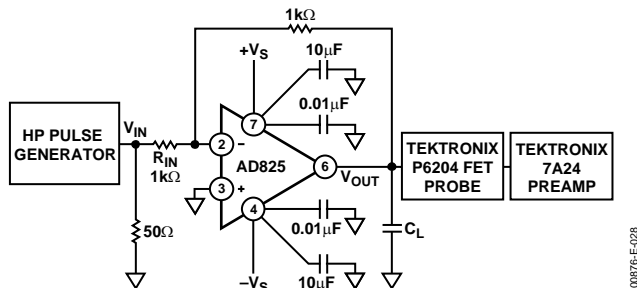 1kΩ
+VS
10μF
0.01μF
HP PULSE
GENERATOR
VIN
RIN
1kΩ
50Ω
2
–
3
+
7
AD825
4
6
VOUT
0.01μF
10μF
–VS
CL
TEKTRONIX
P6204 FET
PROBE
TEKTRONIX
7A24
PREAMP
00876-E-028